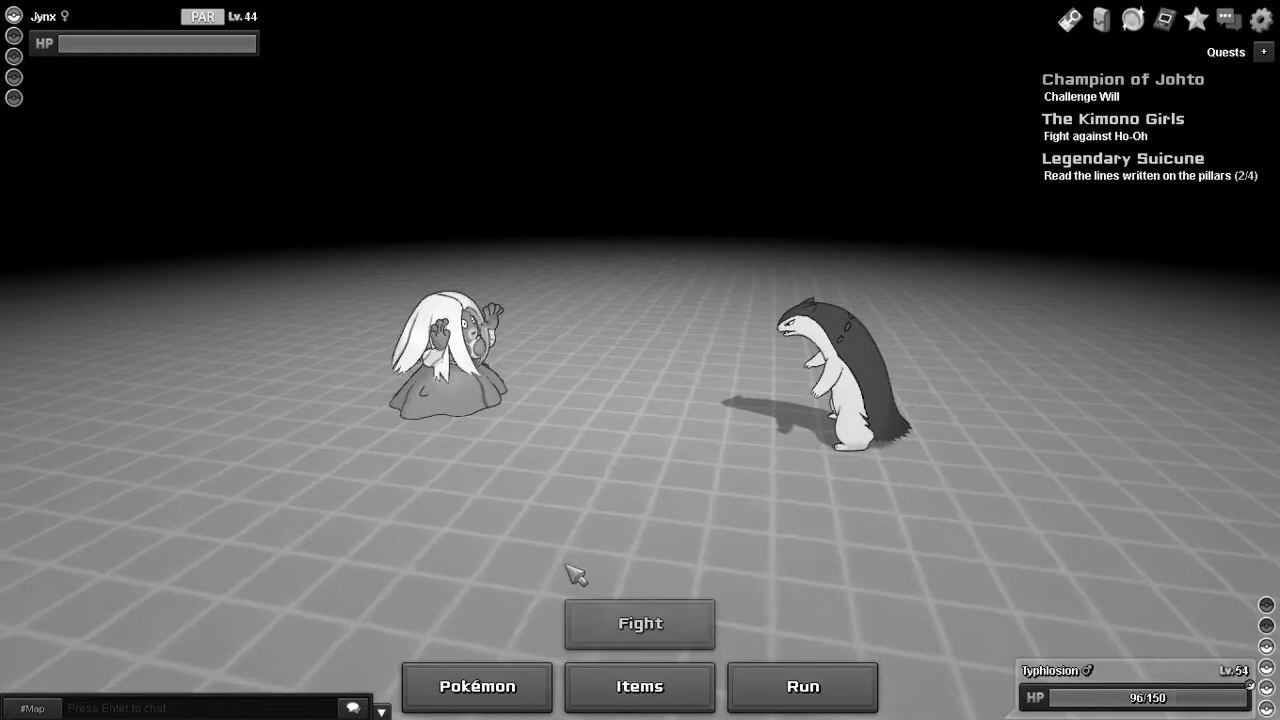 Jynx ♀ PAR Lv. 44
HP
Quests +
Champion of Johto
Challenge Will
The Kimono Girls
Fight against Ho-Oh
Legendary Suicune
Read the lines written on the pillars (2/4)
Fight
Pokémon Items Run
Typhlosion ♂ Lv. 54
HP 96/150
#Map Press Enter to chat